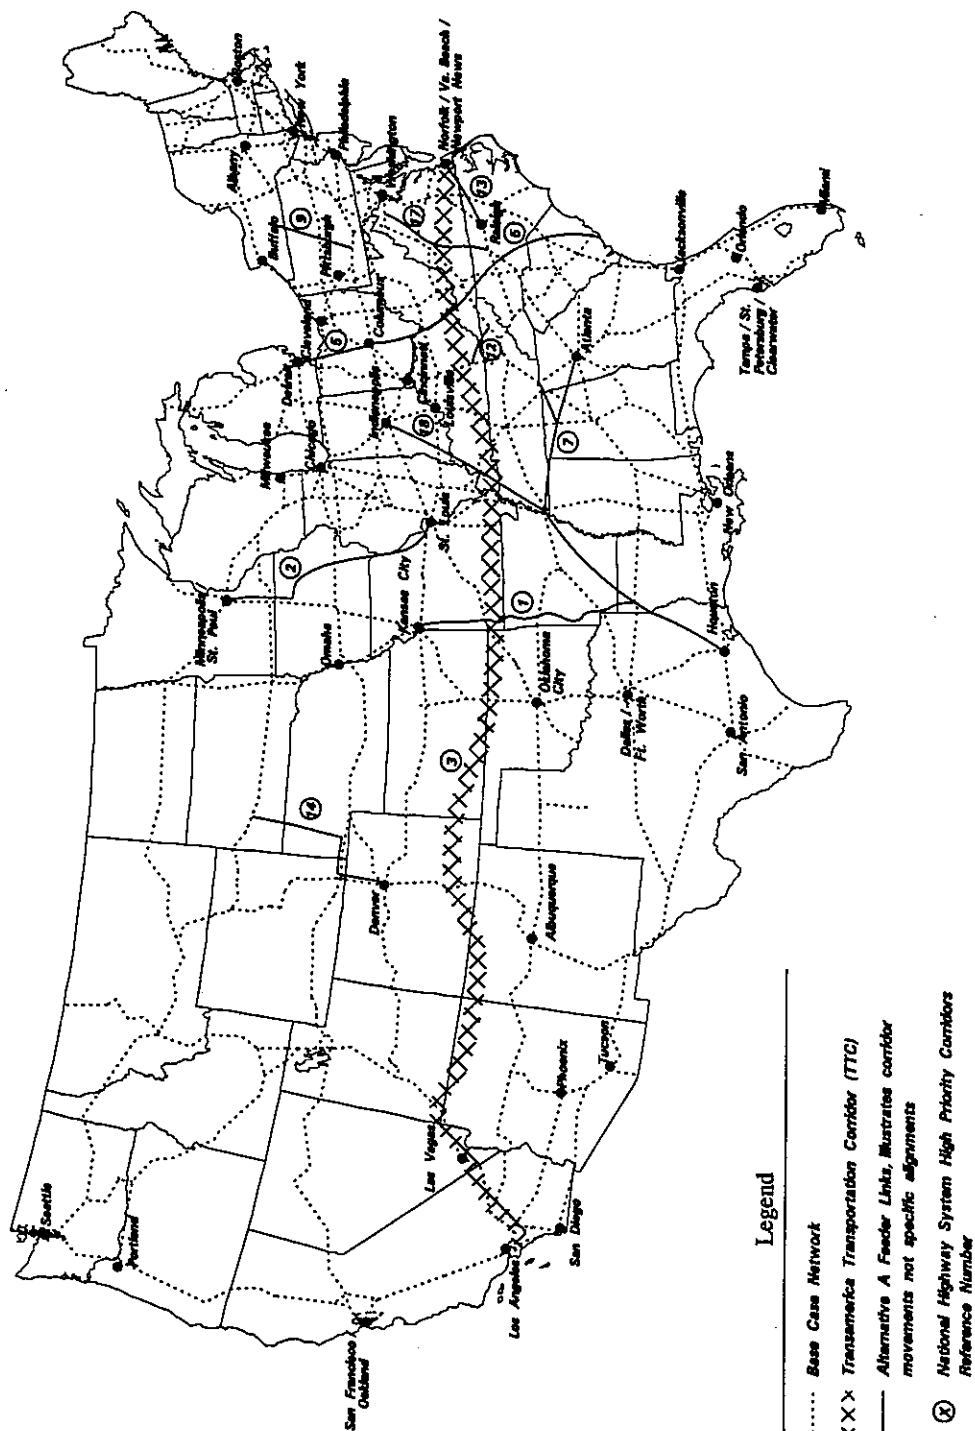 Seattle
Portland
San Francisco /
Oakland
Los Angeles
San Diego
Las Vegas
Phoenix
Tucson
Albuquerque
Denver
14
3
Minneapolis
St. Paul
Omaha
Kansas City
2
1
Oklahoma
City
Dallas /
Ft. Worth
San Antonio
Houston
New Orleans
St. Louis
Milwaukee
Chicago
Indianapolis
18
Louisville
Cincinnati
Detroit
Cleveland
5
Columbus
12
7
Atlanta
Buffalo
Pittsburgh
9
Albany
Boston
New York
Philadelphia
Washington
17
Norfolk / Va. Beach /
Newport News
13
Raleigh
5
Jacksonville
Orlando
Tampa / St.
Petersburg /
Clearwater
Miami
Legend
Base Case Network
Transamerica Transportation Corridor (TTC)
Alternative A Feeder Links, illustrates corridor
movements not specific alignments
X National Highway System High Priority Corridors
Reference Number